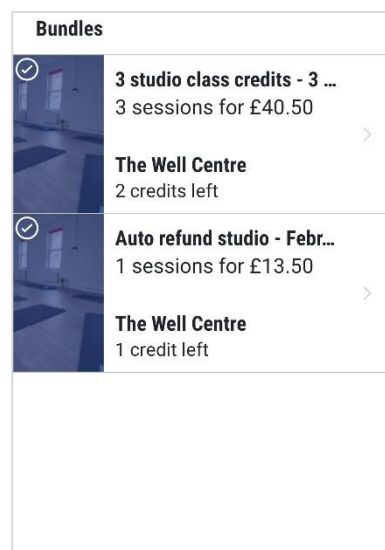 Bundles
3 studio class credits - 3 ...
3 sessions for £40.50
The Well Centre
2 credits left
Auto refund studio - Febr...
1 sessions for £13.50
The Well Centre
1 credit left